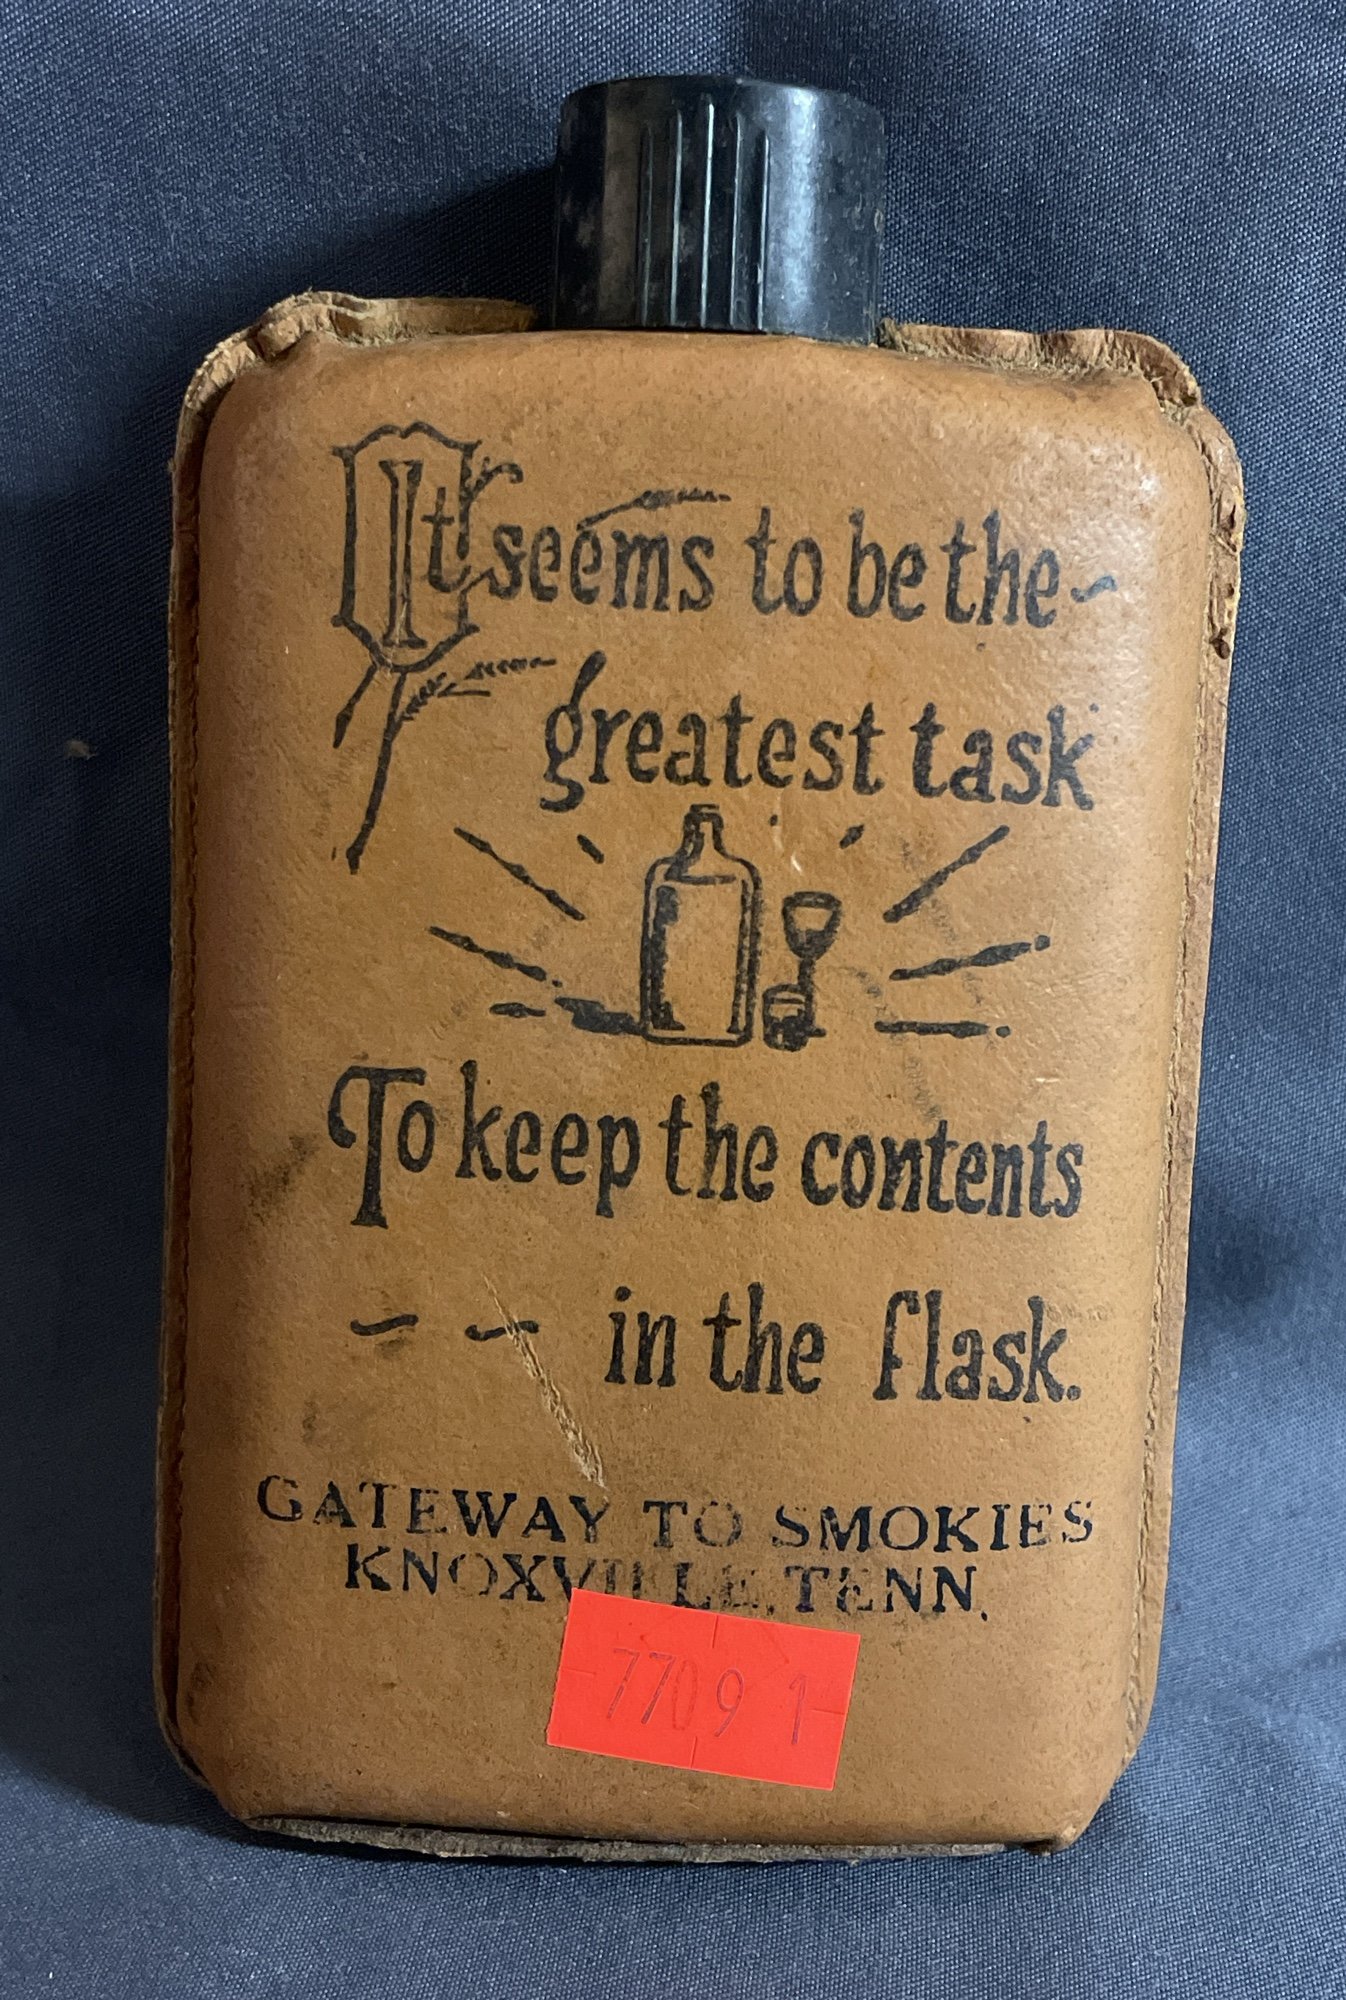 It seems to be the~
greatest task
To keep the contents
~ ~ in the flask.
GATEWAY TO SMOKIES
KNOXVILLE, TENN.
7709 1